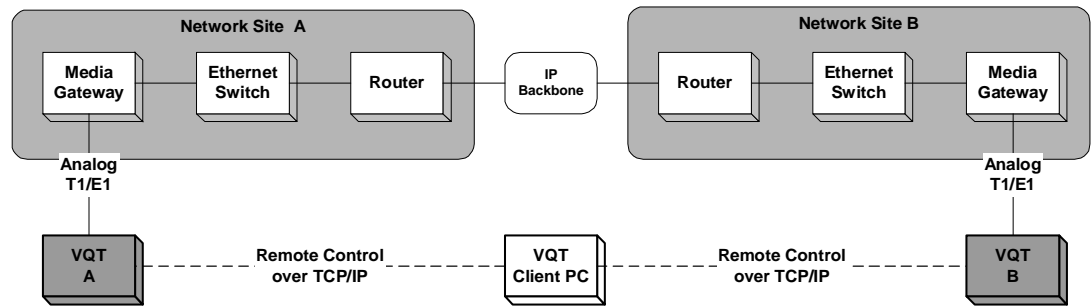 Network Site A
Network Site B
Media
Gateway
Ethernet
Switch
Router
IP
Backbone
Router
Ethernet
Switch
Media
Gateway
Analog
T1/E1
Analog
T1/E1
VQT
A
Remote Control
over TCP/IP
VQT
Client PC
Remote Control
over TCP/IP
VQT
B